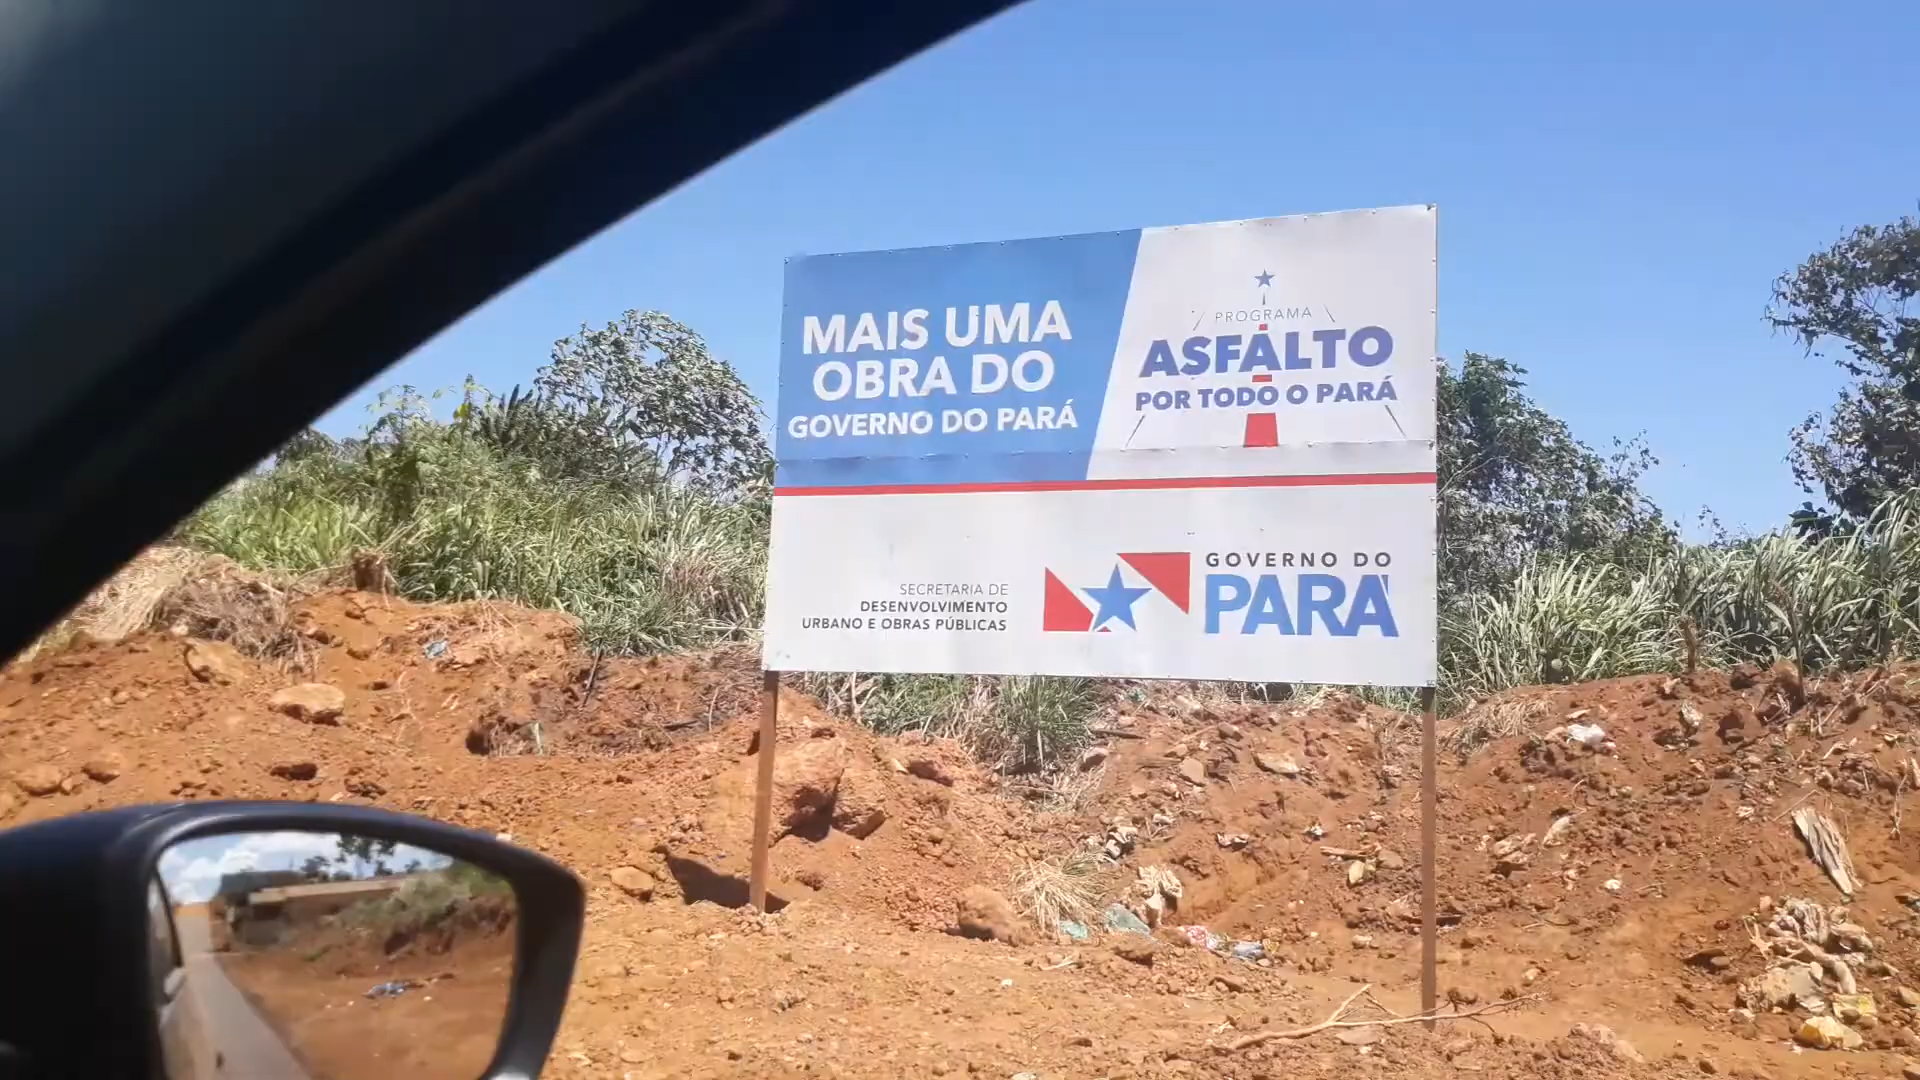 MAIS UMA
OBRA DO
GOVERNO DO PARÁ
PROGRAMA
ASFALTO
POR TODO O PARÁ
SECRETARIA DE
DESENVOLVIMENTO
URBANO E OBRAS PÚBLICAS
GOVERNO DO
PARÁ